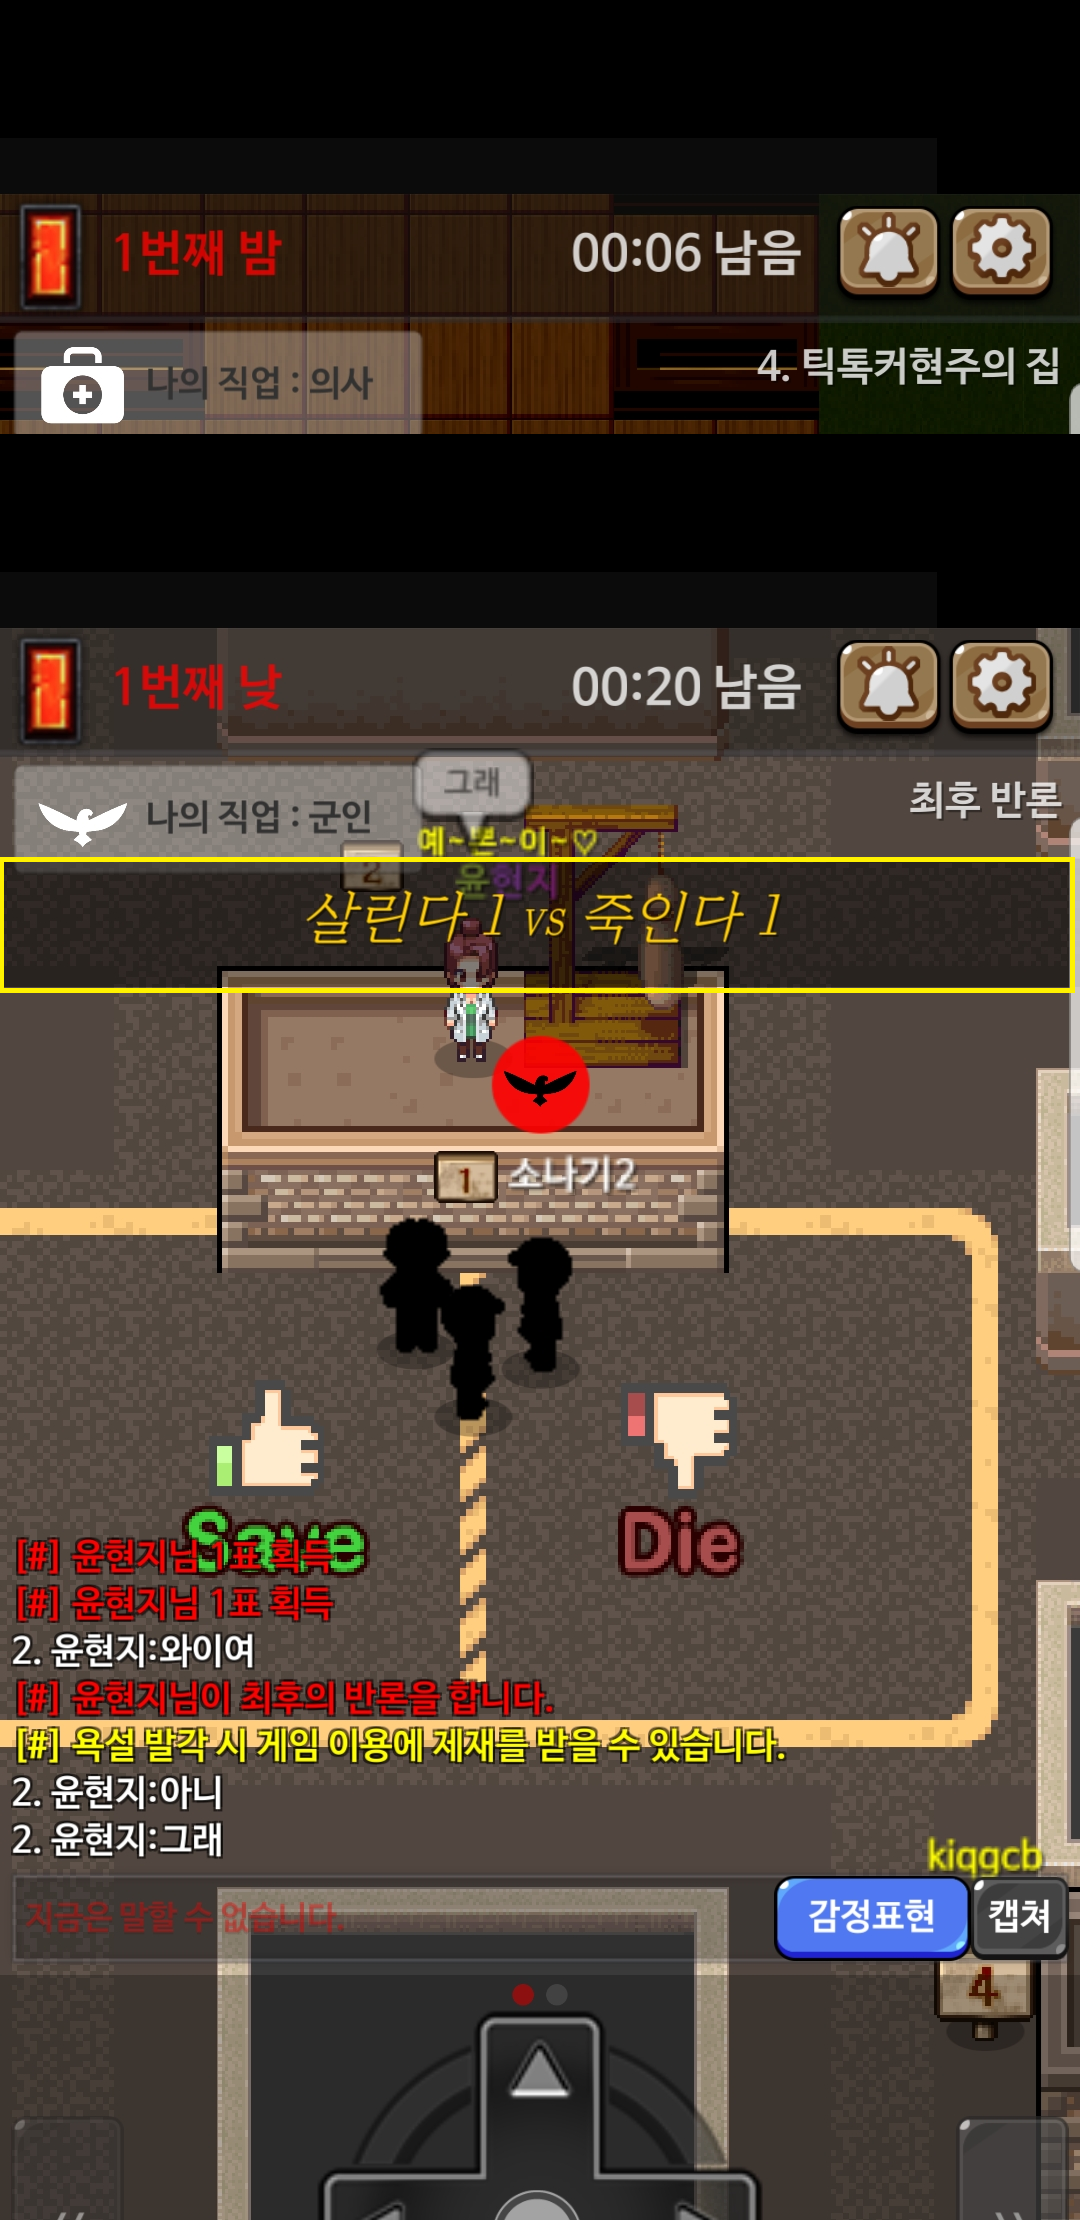 1번째 밤
00:06 남음
나의 직업 : 의사
4. 틱톡커현주의 집
1번째 낮
00:20 남음
나의 직업 : 군인
그래
최후 반론
예~쁜~이~♡
2
윤현지
살린다 1 vs 죽인다 1
1 소나기2
Save
Die
[#] 윤현지님 1표 획득
[#] 윤현지님 1표 획득
2. 윤현지:와이여
[#] 윤현지님이 최후의 반론을 합니다.
[#] 욕설 발각 시 게임 이용에 제재를 받을 수 있습니다.
2. 윤현지:아니
2. 윤현지:그래
kiqgcb
지금은 말할 수 없습니다.
감정표현
캡쳐
4